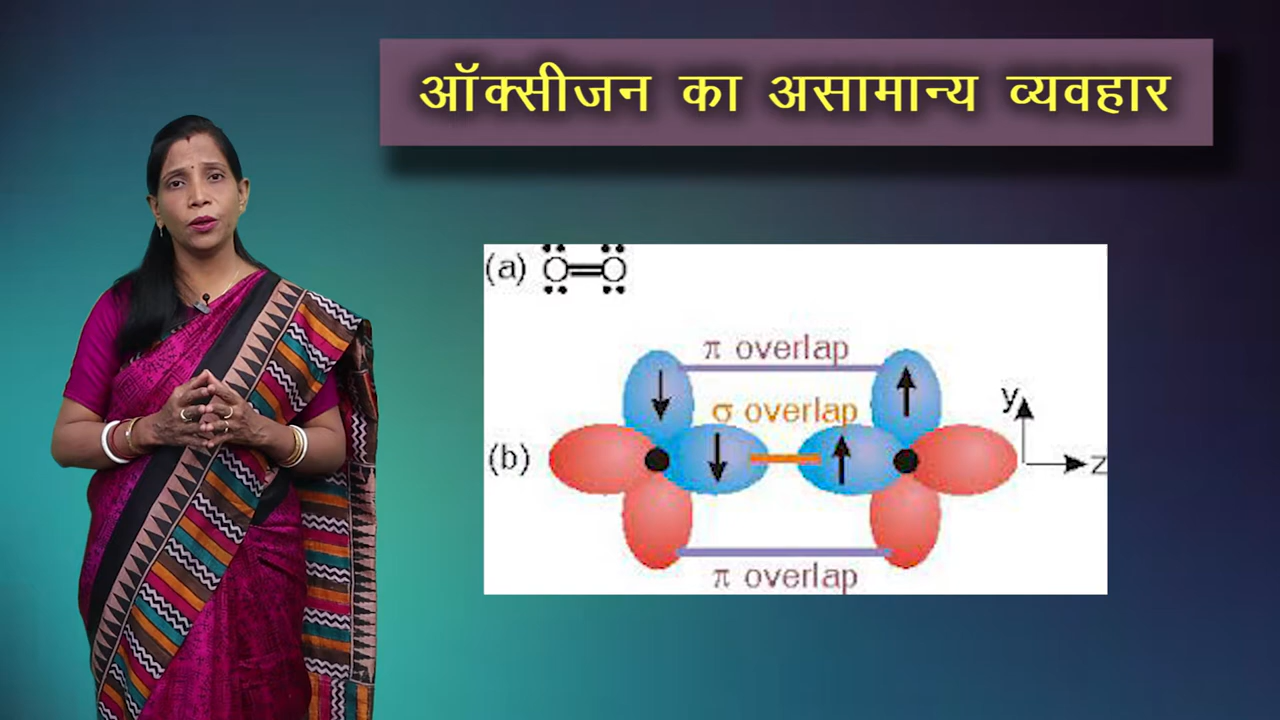 ऑक्सीजन का असामान्य व्यवहार
(a) O=O
π overlap
σ overlap
y
(b)
z
π overlap